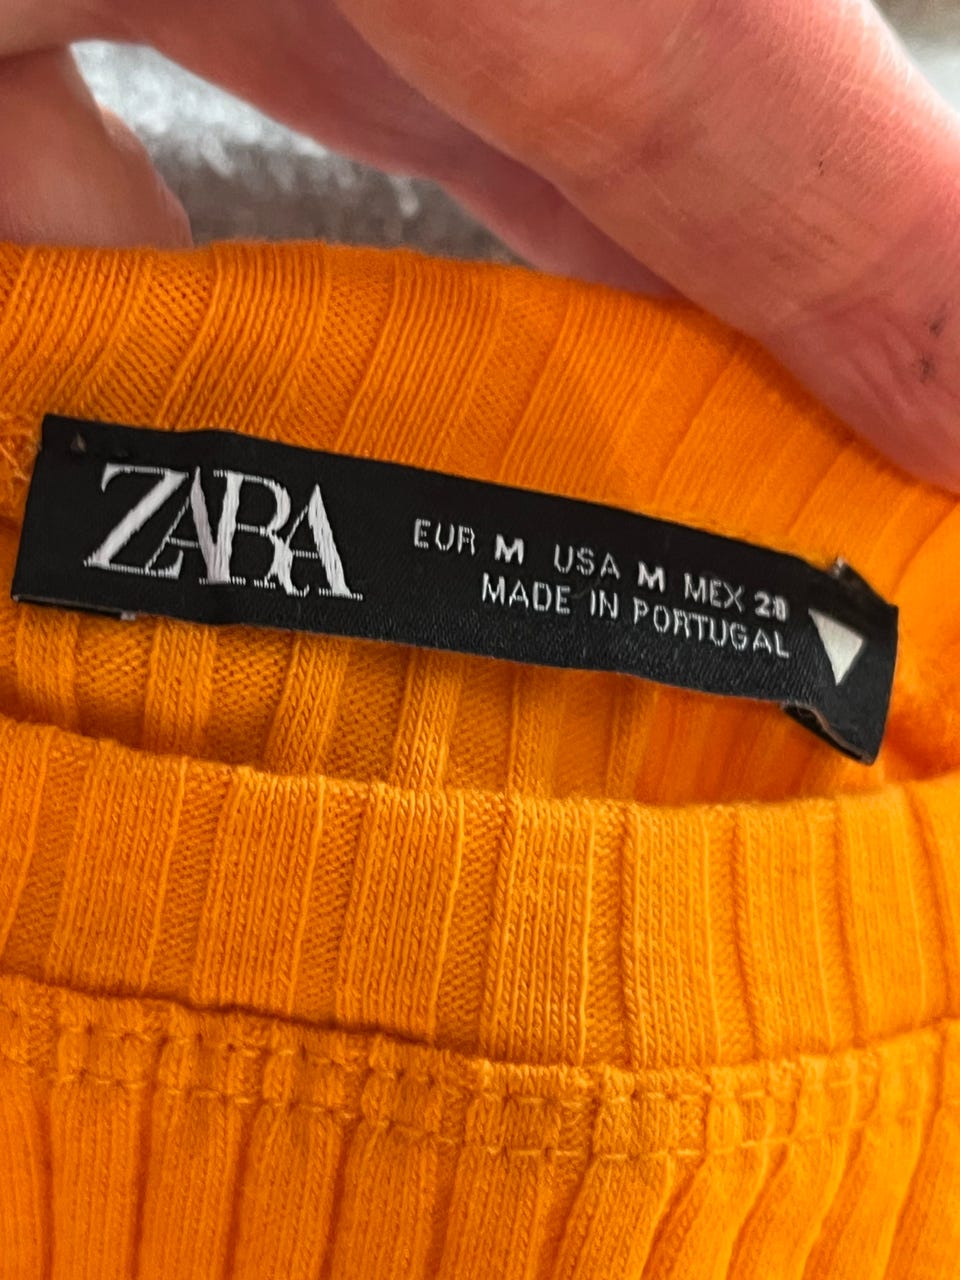 ZARA
EUR M USA M MEX 28
MADE IN PORTUGAL